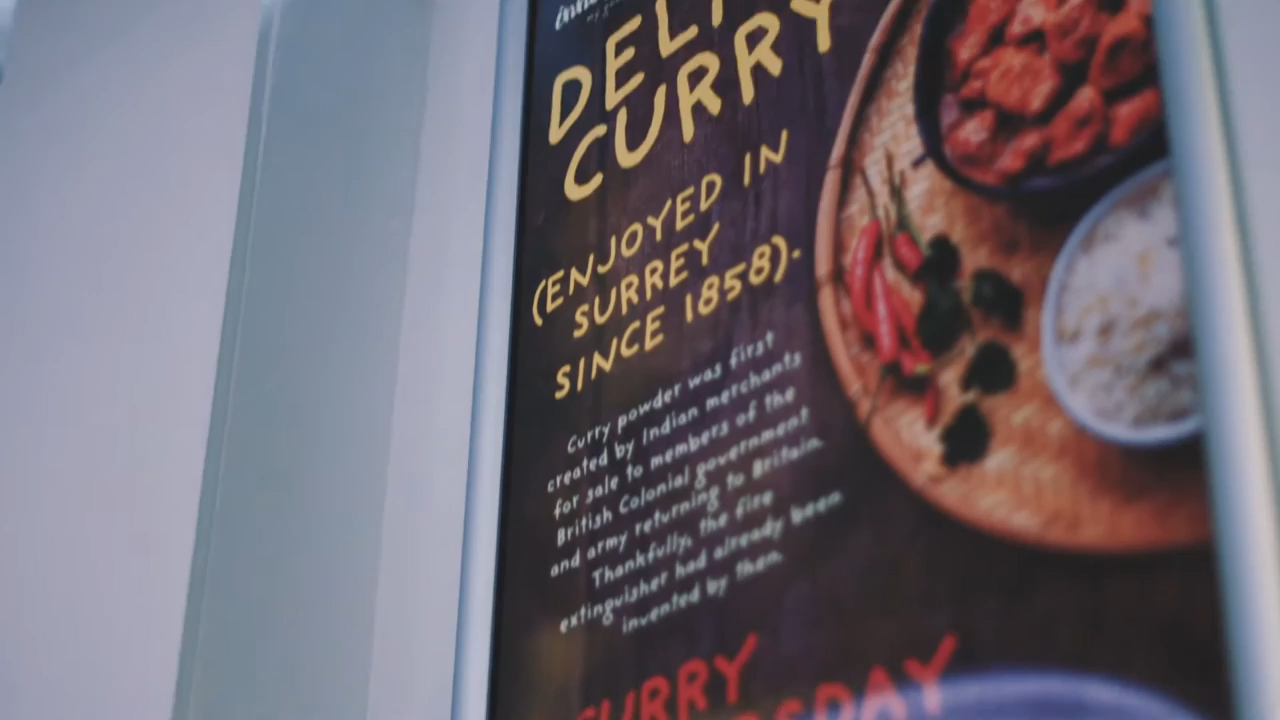 CURRY
(ENJOYED IN
SURREY
SINCE 1858).
Curry powder was first
created by Indian merchants
for sale to members of the
British Colonial government
and army returning to Britain.
Thankfully, the fire
extinguisher had already been
invented by then.
CURRY